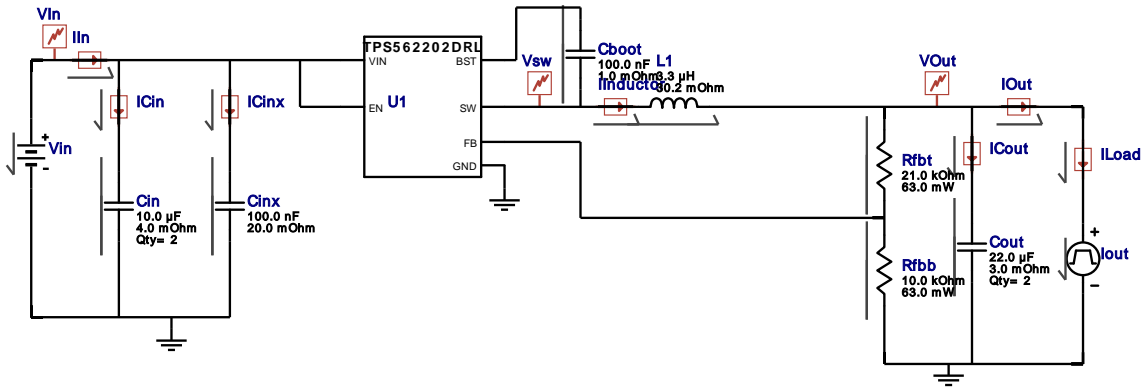 VIn
IIn
TPS562202DRL
VIN
BST
EN
U1
SW
FB
GND
Cboot
100.0 nF
1.0 mOhm
Vsw
L1
3.3 µH
30.2 mOhm
IInductor
VOut
IOut
ICin
ICinx
Vin
+
-
Cin
10.0 µF
4.0 mOhm
Qty= 2
Cinx
100.0 nF
20.0 mOhm
Rfbt
21.0 kOhm
63.0 mW
ICout
ILoad
Rfbb
10.0 kOhm
63.0 mW
Cout
22.0 µF
3.0 mOhm
Qty= 2
+
Iout
-